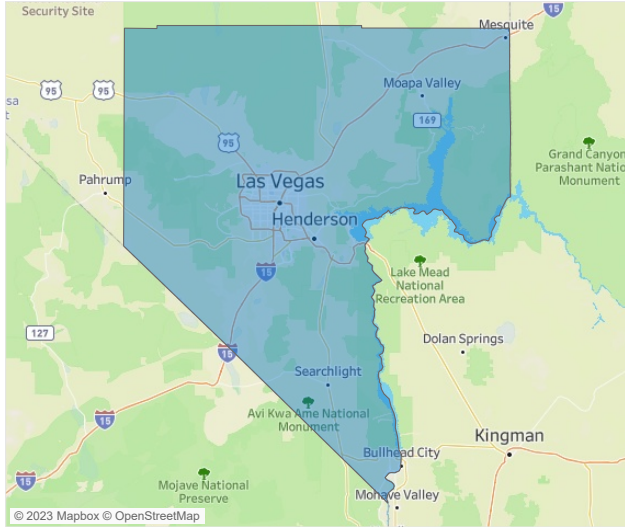 Security Site
15
Mesquite
95
95
Moapa Valley
169
95
Grand Canyon
Parashant Natio
Monument
Pahrump
Las Vegas
Henderson
15
Lake Mead
National
Recreation Area
127
Dolan Springs
15
Searchlight
Avi Kwa Ame National
Monument
15
Kingman
Bullhead City
Mojave National
Preserve
15
Mohave Valley
© 2023 Mapbox © OpenStreetMap